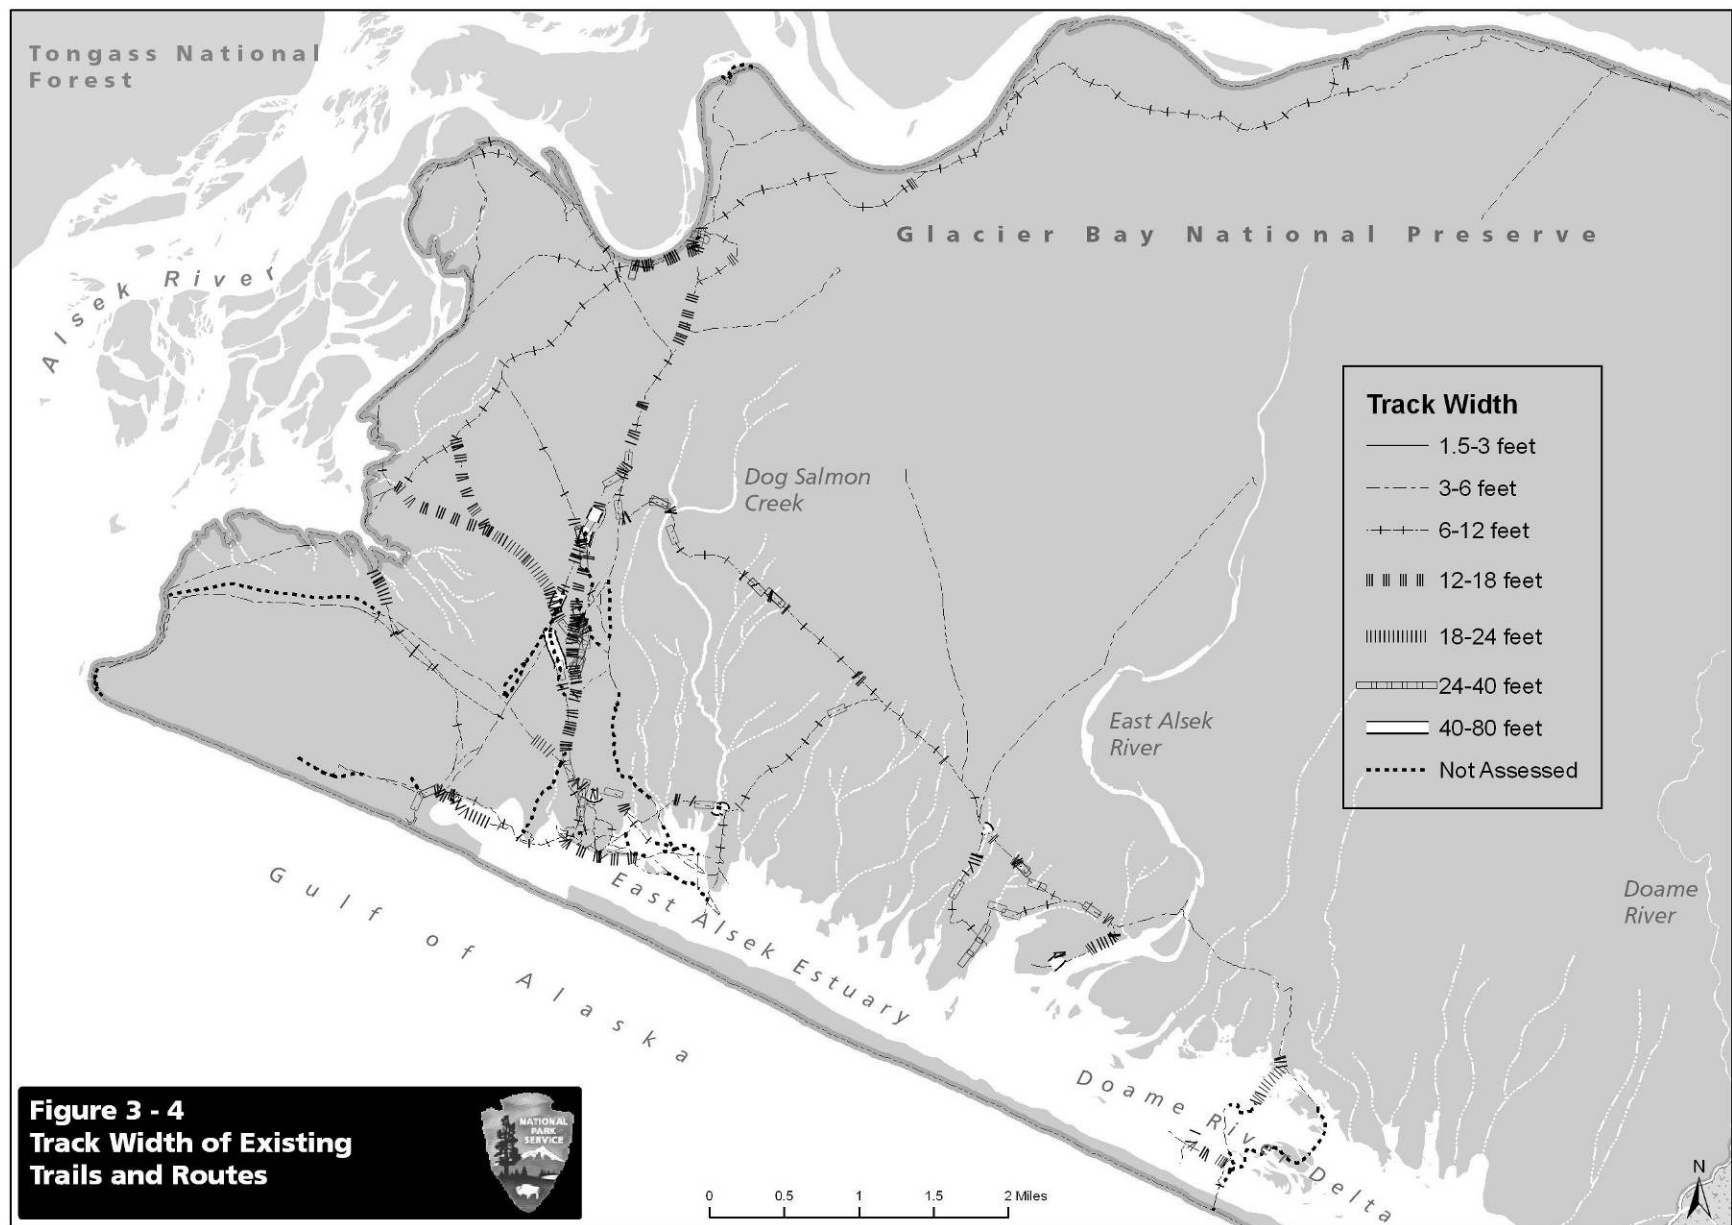 Tongass National
Forest
Alsek River
Glacier Bay National Preserve
Track Width
1.5-3 feet
3-6 feet
6-12 feet
12-18 feet
18-24 feet
24-40 feet
40-80 feet
Not Assessed
Dog Salmon
Creek
East Alsek
River
Doame
River
East Alsek Estuary
Gulf of Alaska
Doame River Delta
Figure 3 - 4
Track Width of Existing
Trails and Routes
NATIONAL
PARK
SERVICE
0 0.5 1 1.5 2 Miles
N